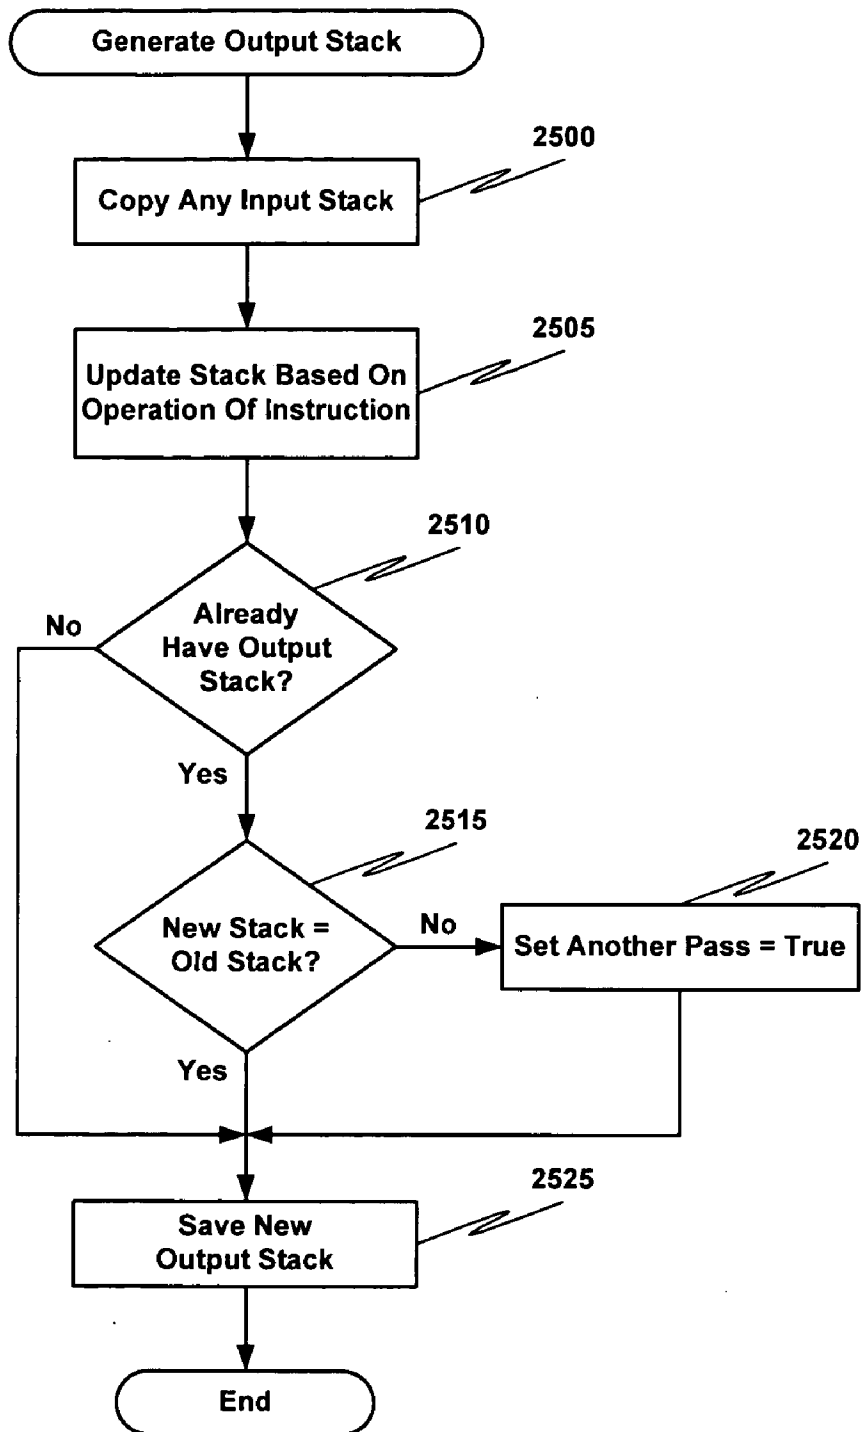 Generate Output Stack
2500
Copy Any Input Stack
2505
Update Stack Based On
Operation Of Instruction
2510
Already
Have Output
Stack?
No
Yes
2515
New Stack =
Old Stack?
No
2520
Set Another Pass = True
Yes
2525
Save New
Output Stack
End